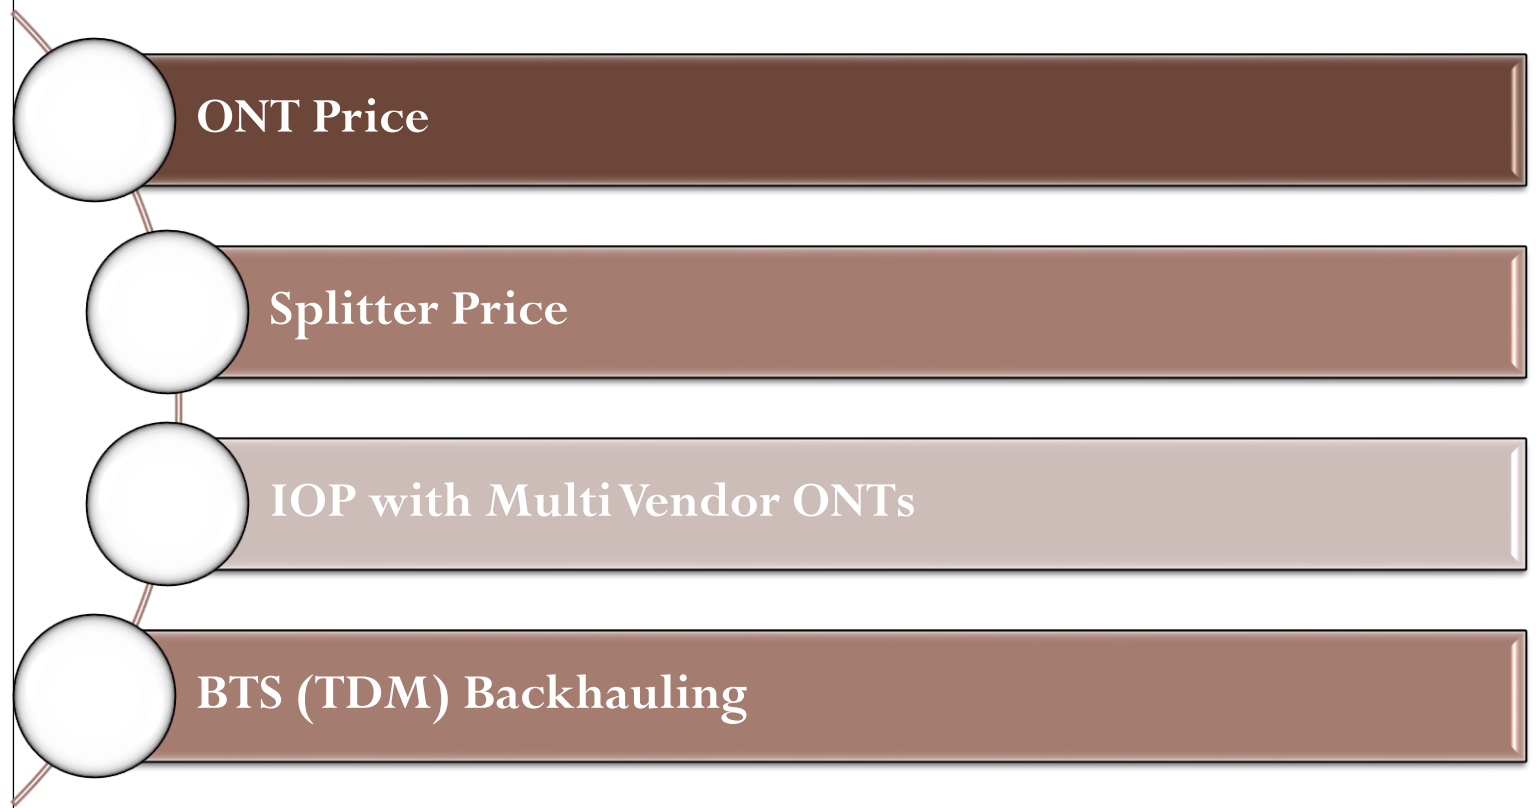 ONT Price
Splitter Price
IOP with Multi Vendor ONTs
BTS (TDM) Backhauling